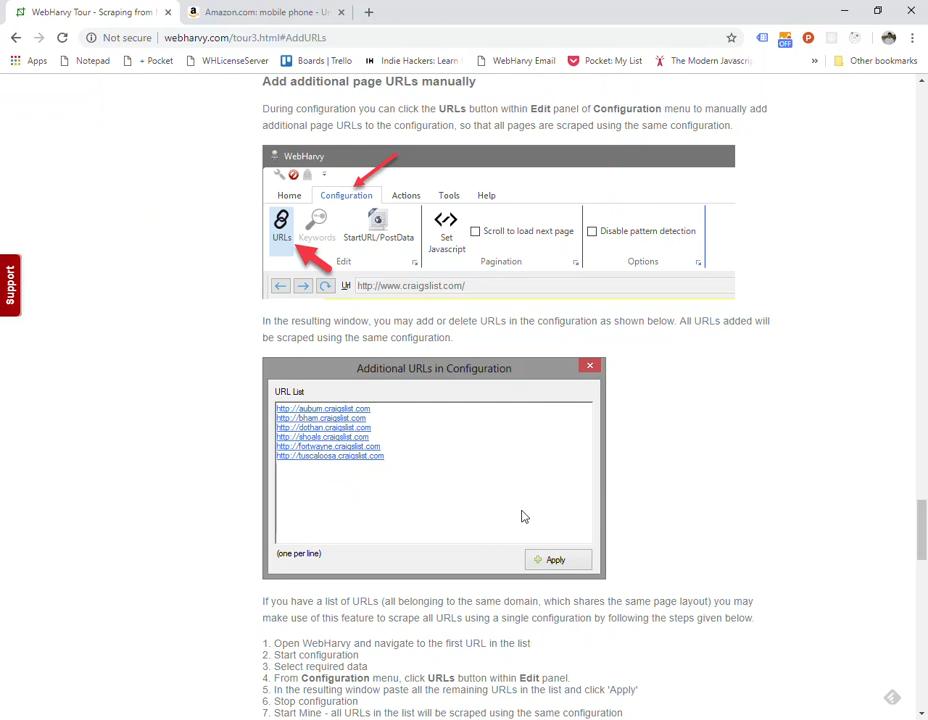 WebHarvy Tour - Scraping from
Amazon.com: mobile phone - Un
Not secure | webharvy.com/tour3.html#AddURLs
Apps Notepad + Pocket WHLicenseServer Boards | Trello IH Indie Hackers: Learn WebHarvy Email Pocket: My List The Modern Javascrip » Other bookmarks
OFF
Add additional page URLs manually
During configuration you can click the URLs button within Edit panel of Configuration menu to manually add
additional page URLs to the configuration, so that all pages are scraped using the same configuration.
WebHarvy
Home Configuration Actions Tools Help
URLs Keywords StartURL/PostData Set Javascript Scroll to load next page Disable pattern detection
Edit Pagination Options
Url http://www.craigslist.com/
Support
In the resulting window, you may add or delete URLs in the configuration as shown below. All URLs added will
be scraped using the same configuration.
Additional URLs in Configuration
URL List
http://auburn.craigslist.com
http://bham.craigslist.com
http://dothan.craigslist.com
http://shoals.craigslist.com
http://fortwayne.craigslist.com
http://tuscaloosa.craigslist.com
(one per line)
Apply
If you have a list of URLs (all belonging to the same domain, which shares the same page layout) you may
make use of this feature to scrape all URLs using a single configuration by following the steps given below.
1. Open WebHarvy and navigate to the first URL in the list
2. Start configuration
3. Select required data
4. From Configuration menu, click URLs button within Edit panel.
5. In the resulting window paste all the remaining URLs in the list and click 'Apply'
6. Stop configuration
7. Start Mine - all URLs in the list will be scraped using the same configuration